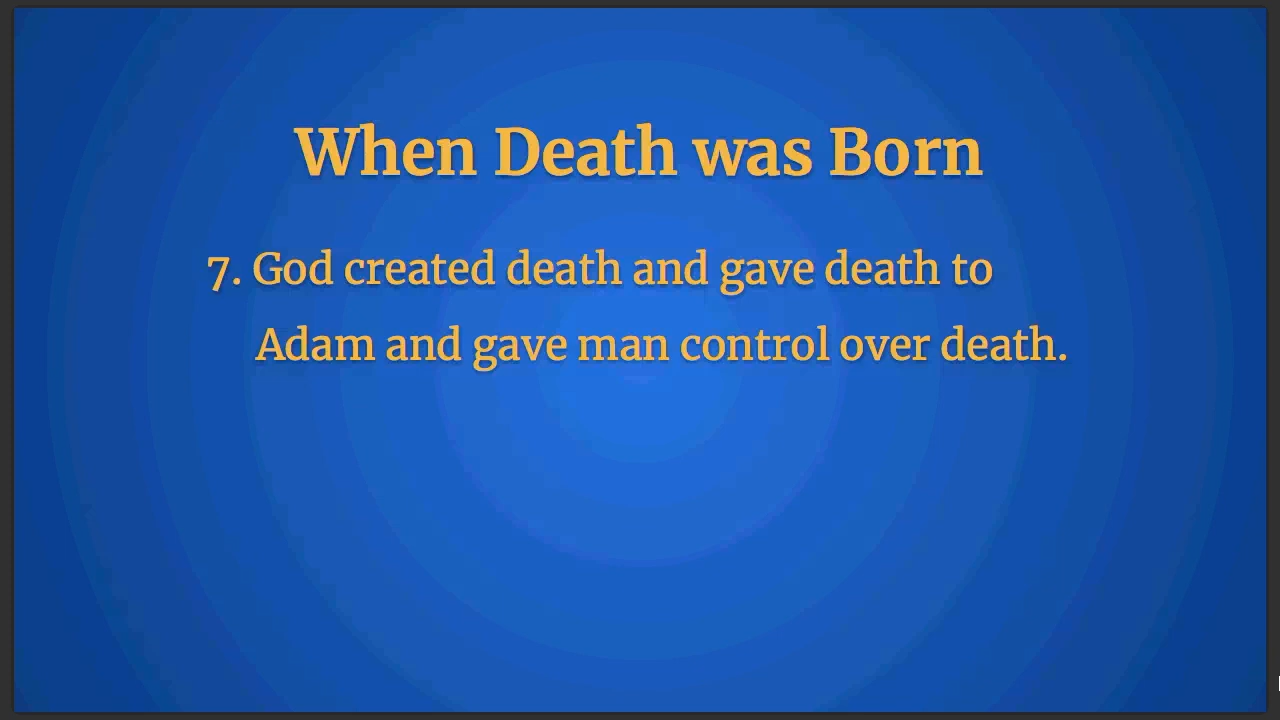 When Death was Born
7. God created death and gave death to
Adam and gave man control over death.